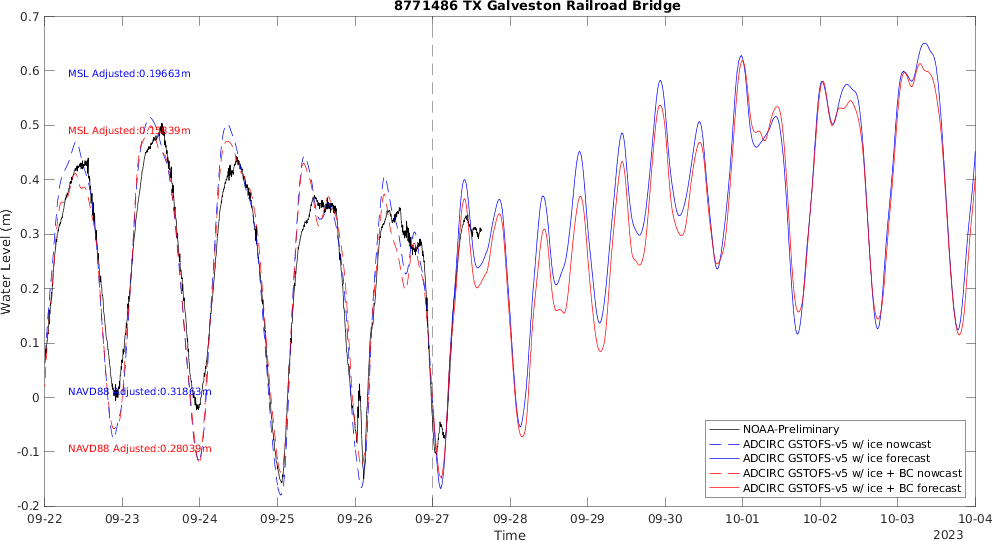 8771486 TX Galveston Railroad Bridge
0.7
0.6
0.5
0.4
0.3
0.2
0.1
0
-0.1
-0.2
Water Level (m)
MSL Adjusted:0.19663m
MSL
NAVD88 Adjusted:0.31863m
NAVD88 Adjusted:0.28039m
NOAA-Preliminary
ADCIRC GSTOFS-v5 w/ ice nowcast
ADCIRC GSTOFS-v5 w/ ice forecast
ADCIRC GSTOFS-v5 w/ ice + BC nowcast
ADCIRC GSTOFS-v5 w/ ice + BC forecast
09-22 09-23 09-24 09-25 09-26 09-27 09-28 09-29 09-30 10-01 10-02 10-03 10-04
Time
2023